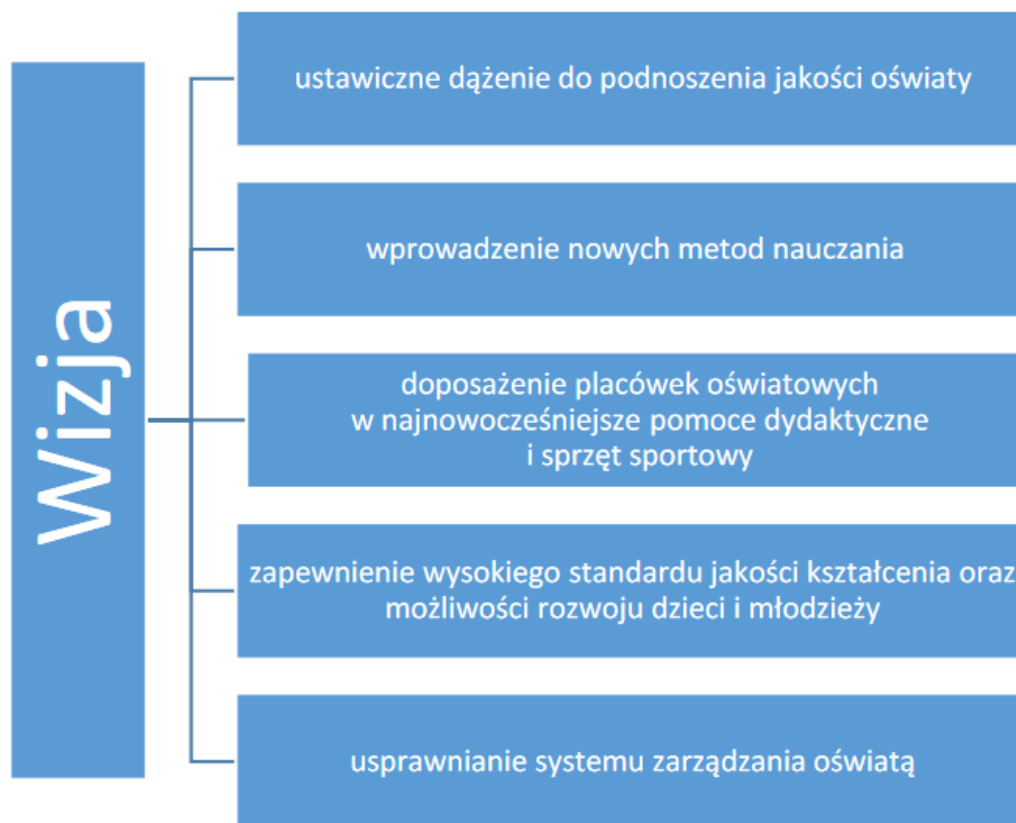 Wizja
ustawiczne dążenie do podnoszenia jakości oświaty
wprowadzenie nowych metod nauczania
doposażenie placówek oświatowych
w najnowocześniejsze pomoce dydaktyczne
i sprzęt sportowy
zapewnienie wysokiego standardu jakości kształcenia oraz
możliwości rozwoju dzieci i młodzieży
usprawnianie systemu zarządzania oświatą